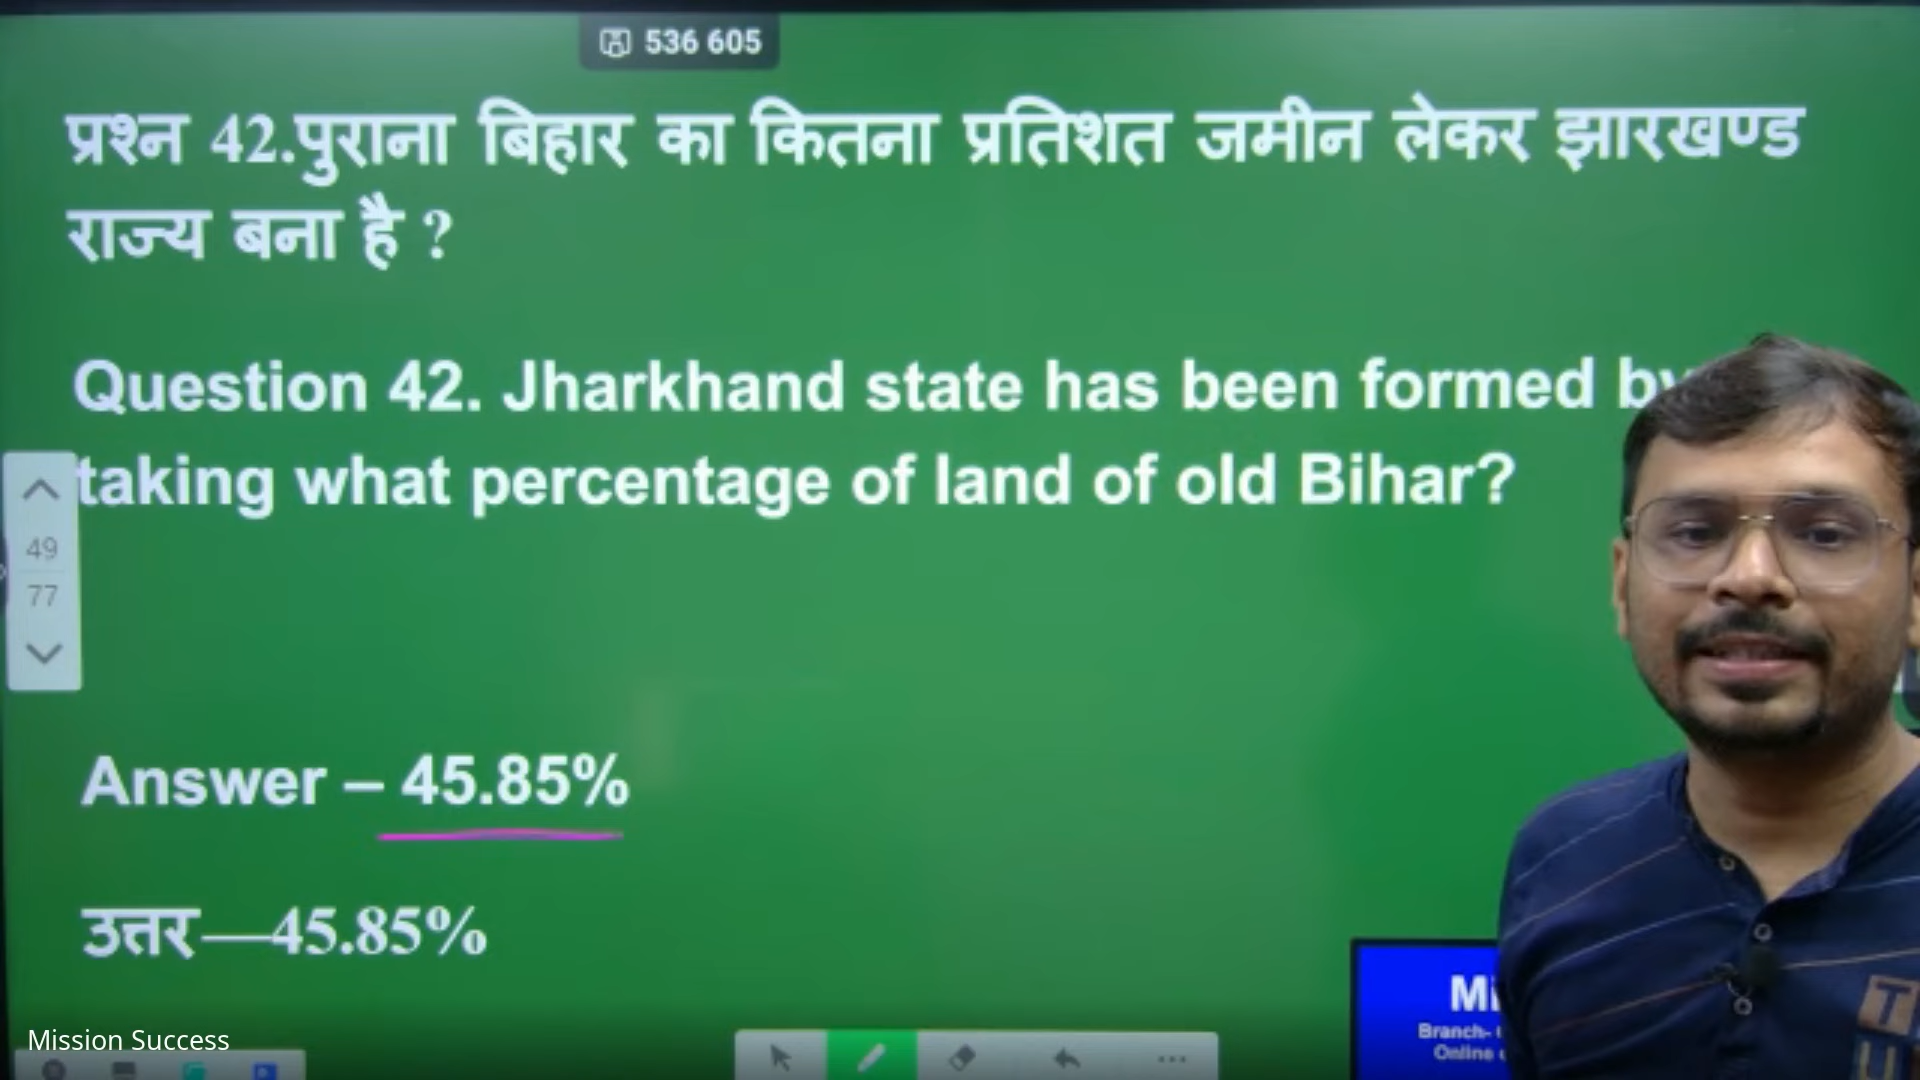 536 605
प्रश्न 42.पुराना बिहार का कितना प्रतिशत जमीन लेकर झारखण्ड
राज्य बना है ?
Question 42. Jharkhand state has been formed by
taking what percentage of land of old Bihar?
49
77
Answer – 45.85%
उत्तर—45.85%
Mission Success
Branch-
Online